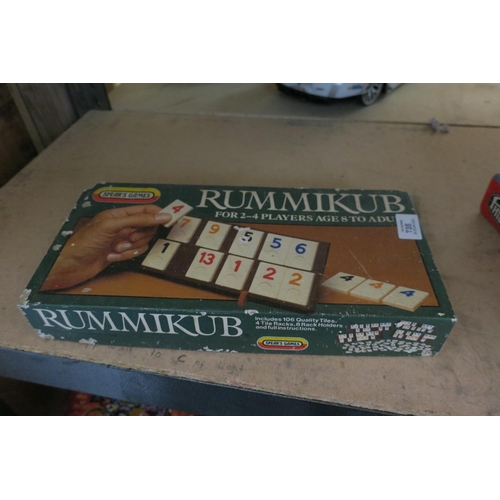 SPEAR'S GAMES
RUMMIKUB
FOR 2-4 PLAYERS AGE 8 TO ADULT
738
4
7 9 5 5 6
1 13 1 2 2
4 4 4
RUMMIKUB
Includes 106 Quality Tiles,
4 Tile Racks, 8 Rack Holders
and full instructions.
SPEAR'S GAMES